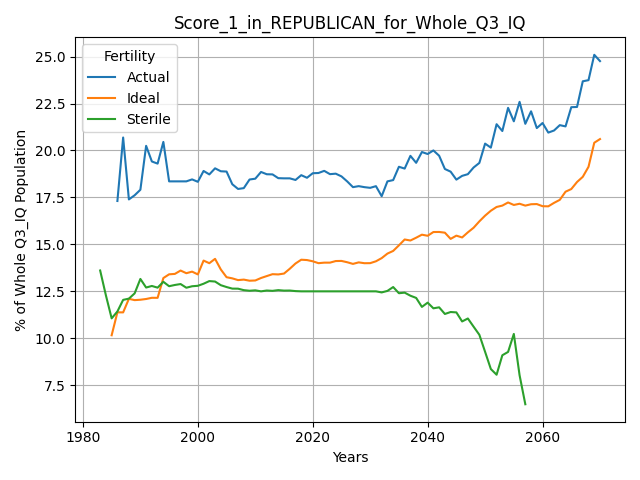 Score_1_in_REPUBLICAN_for_Whole_Q3_IQ
Fertility
Actual
Ideal
Sterile
% of Whole Q3_IQ Population
25.0
22.5
20.0
17.5
15.0
12.5
10.0
7.5
1980
2000
2020
2040
2060
Years